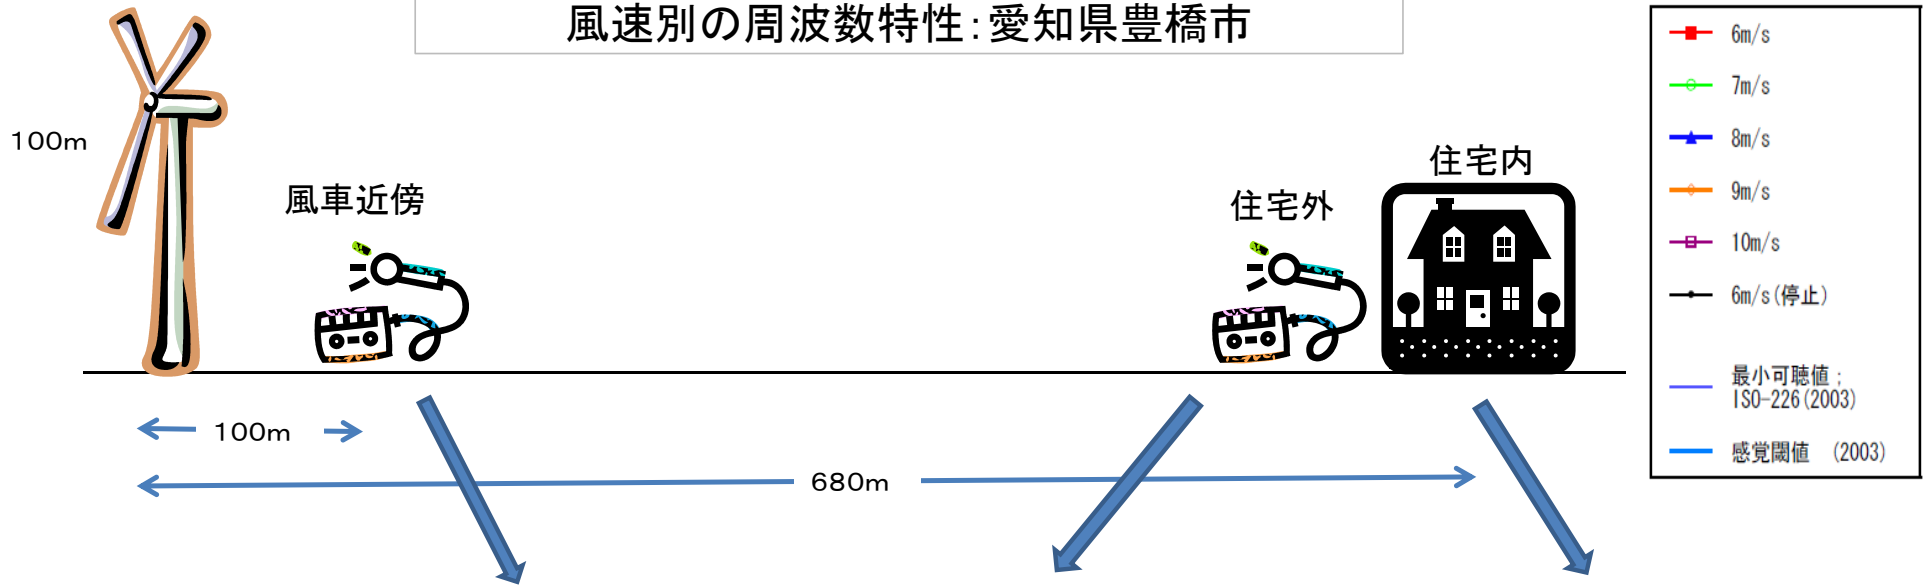 風速別の周波数特性：愛知県豊橋市
100m
風車近傍
住宅外
住宅内
100m
680m
6m/s
7m/s
8m/s
9m/s
10m/s
6m/s(停止)
最小可聴値；
ISO-226(2003)
感覚閾値 (2003)